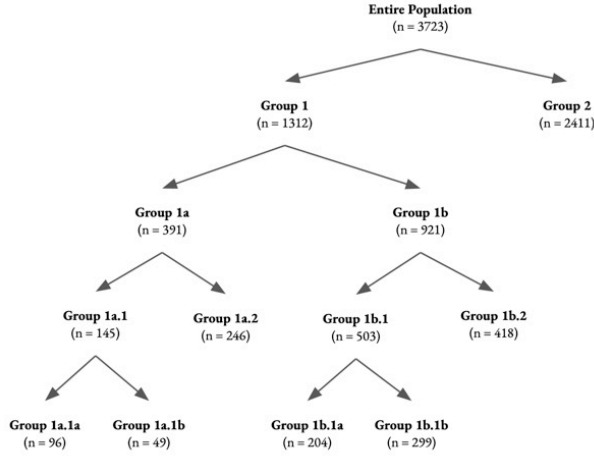 Entire Population
(n = 3723)
Group 1
(n = 1312)
Group 2
(n = 2411)
Group 1a
(n = 391)
Group 1b
(n = 921)
Group 1a.1
(n = 145)
Group 1a.2
(n = 246)
Group 1b.1
(n = 503)
Group 1b.2
(n = 418)
Group 1a.1a
(n = 96)
Group 1a.1b
(n = 49)
Group 1b.1a
(n = 204)
Group 1b.1b
(n = 299)